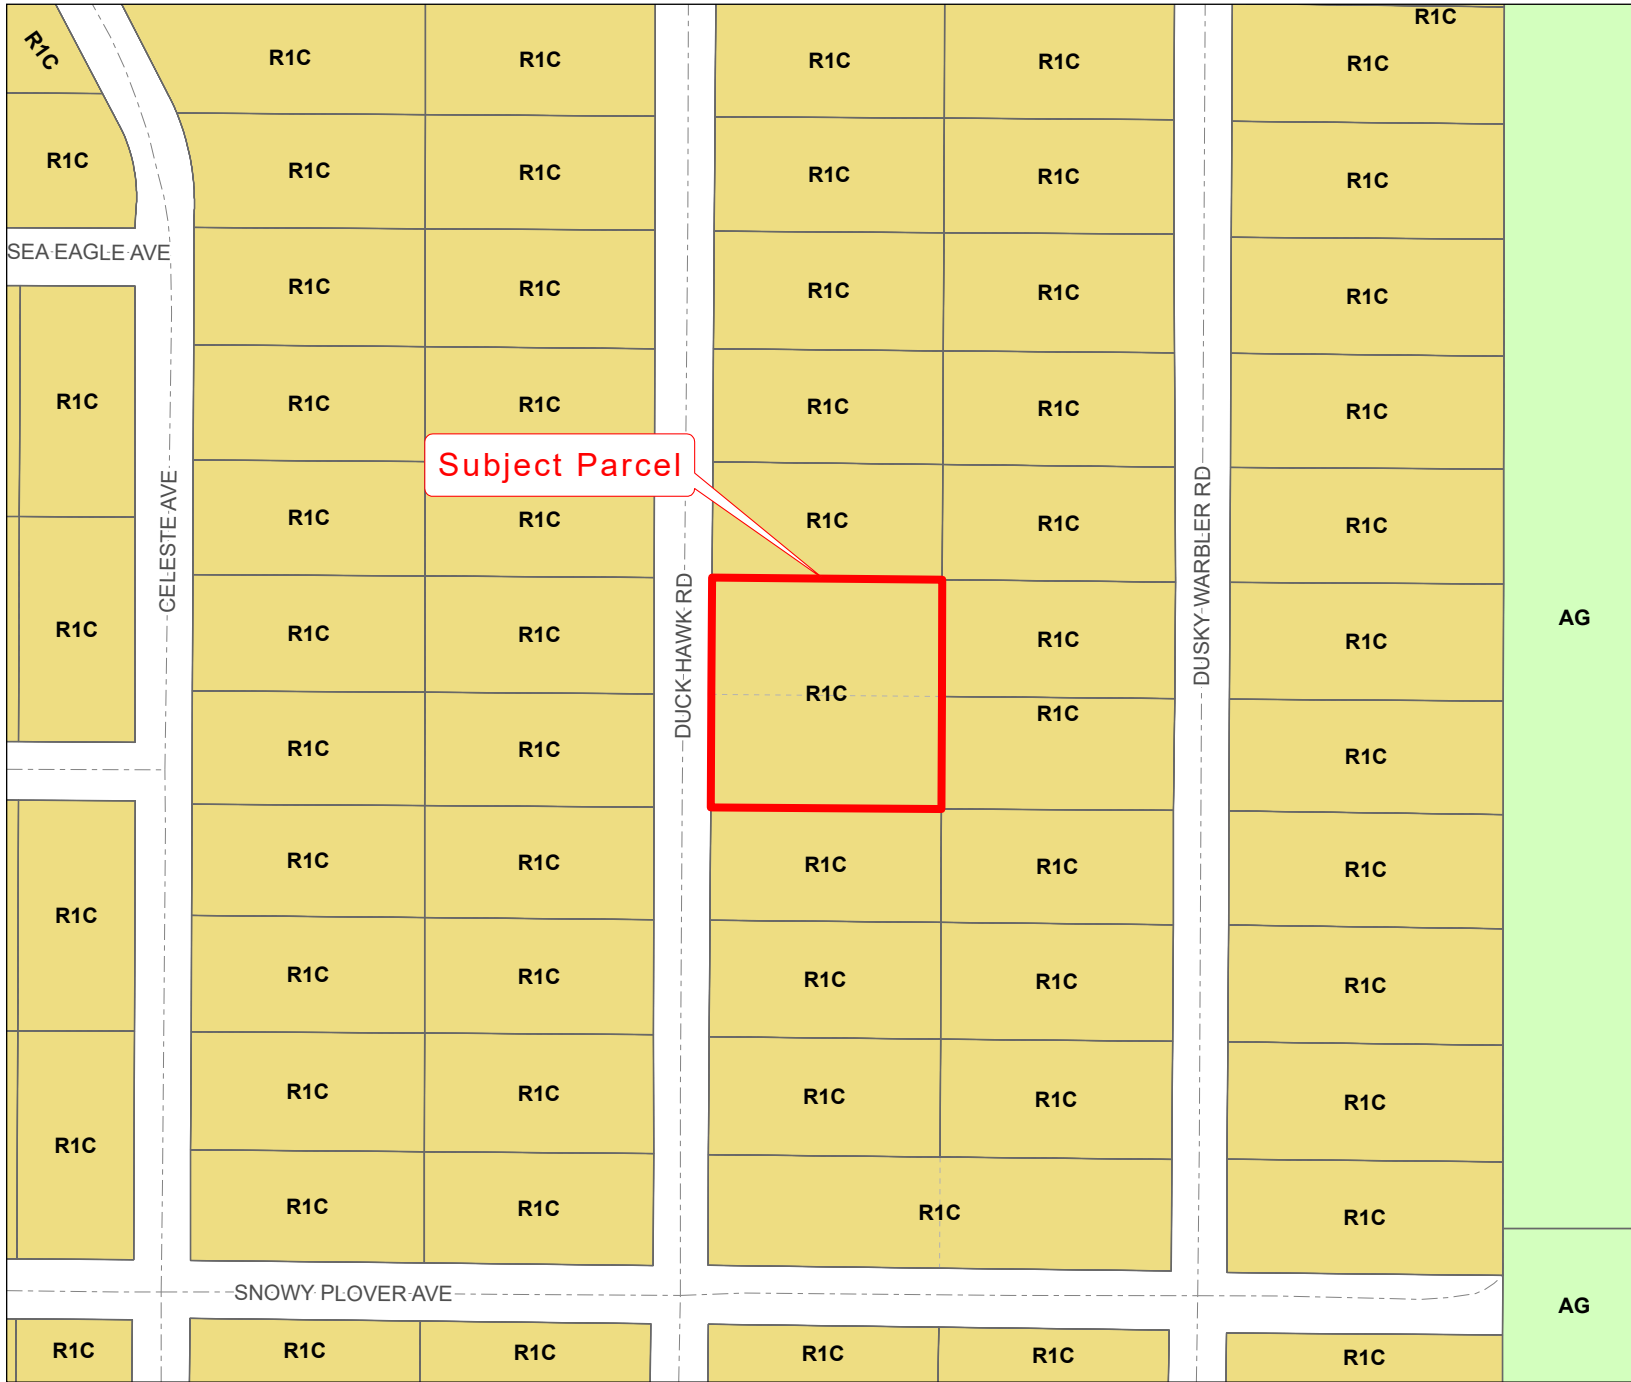 R1C
R1C R1C R1C R1C R1C
R1C
R1C R1C R1C R1C R1C R1C
SEA EAGLE AVE
R1C R1C R1C R1C R1C
R1C R1C R1C R1C R1C R1C
Subject Parcel
CELESTE AVE
R1C R1C R1C R1C R1C
DUCK HAWK RD
DUSKY WARBLER RD
AG
R1C R1C R1C R1C R1C
R1C
R1C R1C R1C R1C R1C
R1C R1C R1C R1C R1C
R1C
R1C R1C R1C R1C R1C
R1C R1C R1C R1C R1C
R1C
R1C R1C R1C R1C
SNOWY PLOVER AVE
AG
R1C R1C R1C R1C R1C R1C